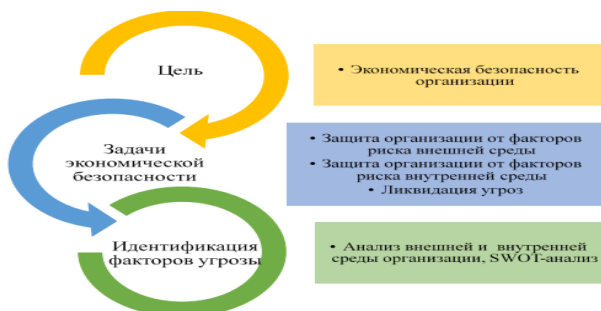 Цель
• Экономическая безопасность
организации
Задачи
экономической
безопасности
• Защита организации от факторов
риска внешней среды
• Защита организации от факторов
риска внутренней среды
• Ликвидация угроз
Идентификация
факторов угрозы
• Анализ внешней и внутренней
среды организации, SWOT-анализ